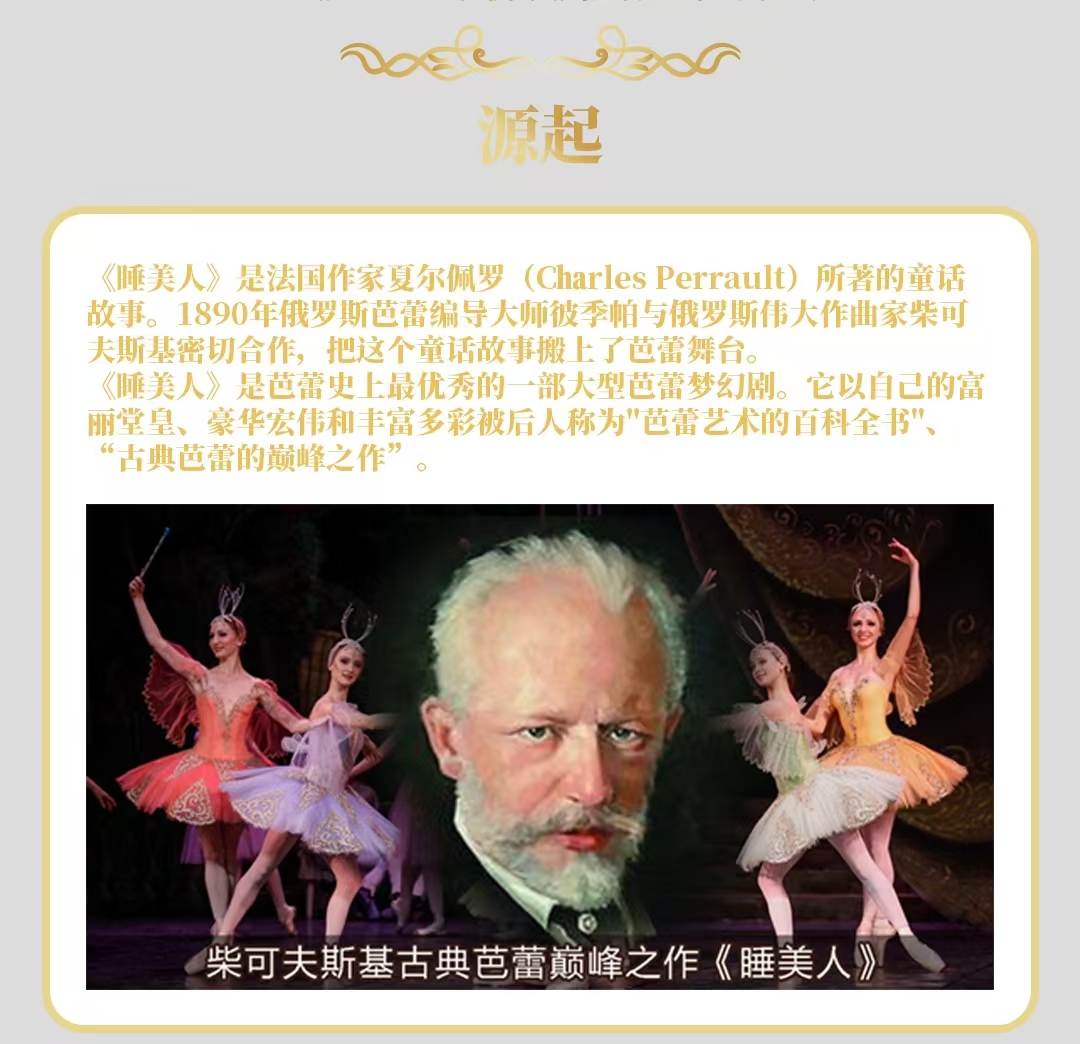 源起
《睡美人》是法国作家夏尔佩罗（Charles Perrault）所著的童话
故事。1890年俄罗斯芭蕾编导大师彼季帕与俄罗斯伟大作曲家柴可
夫斯基密切合作，把这个童话故事搬上了芭蕾舞台。
《睡美人》是芭蕾史上最优秀的一部大型芭蕾梦幻剧。它以自己的富
丽堂皇、豪华宏伟和丰富多彩被后人称为"芭蕾艺术的百科全书"、
“古典芭蕾的巅峰之作”。
柴可夫斯基古典芭蕾巅峰之作《睡美人》